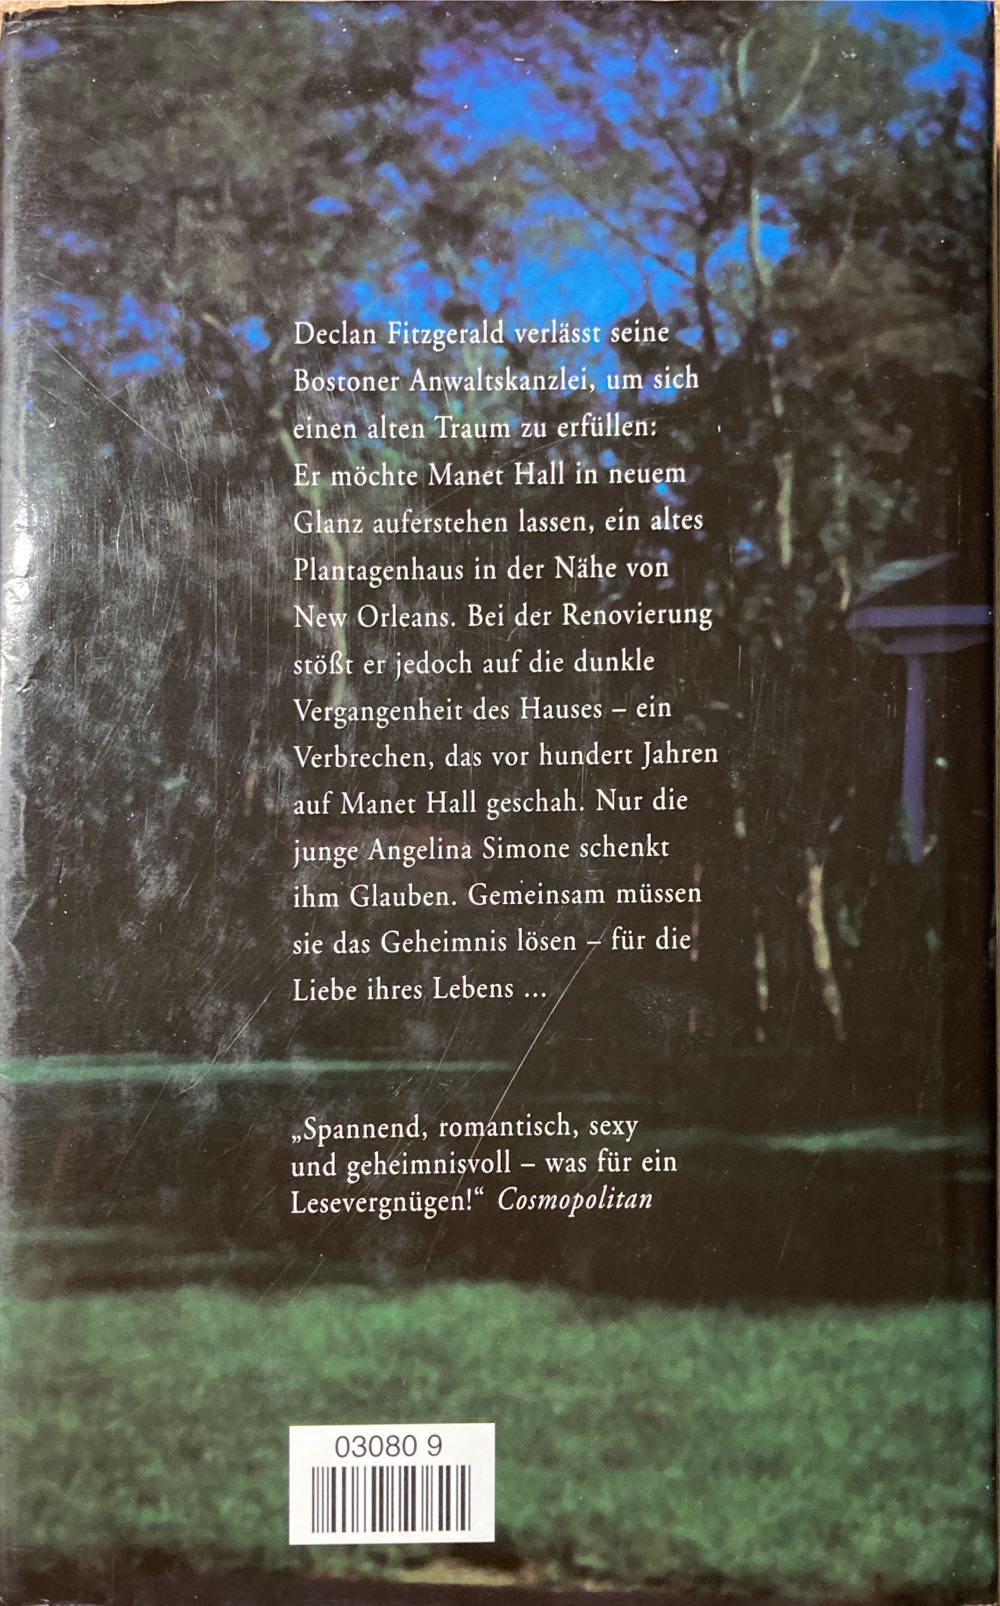 Declan Fitzgerald verlässt seine
Bostoner Anwaltskanzlei, um sich
einen alten Traum zu erfüllen:
Er möchte Manet Hall in neuem
Glanz auferstehen lassen, ein altes
Plantagenhaus in der Nähe von
New Orleans. Bei der Renovierung
stößt er jedoch auf die dunkle
Vergangenheit des Hauses – ein
Verbrechen, das vor hundert Jahren
auf Manet Hall geschah. Nur die
junge Angelina Simone schenkt
ihm Glauben. Gemeinsam müssen
sie das Geheimnis lösen – für die
Liebe ihres Lebens ...
„Spannend, romantisch, sexy
und geheimnisvoll – was für ein
Lesevergnügen!“ Cosmopolitan
03080 9